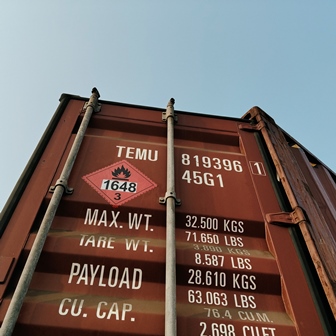 TEMU 819396 1
45G1
1648
3
MAX. WT. 32.500 KGS
71.650 LBS
TARE WT. 3.890 KGS
8.587 LBS
PAYLOAD 28.610 KGS
63.063 LBS
CU. CAP. 76.4 CU.M.
2.698 CU.FT.